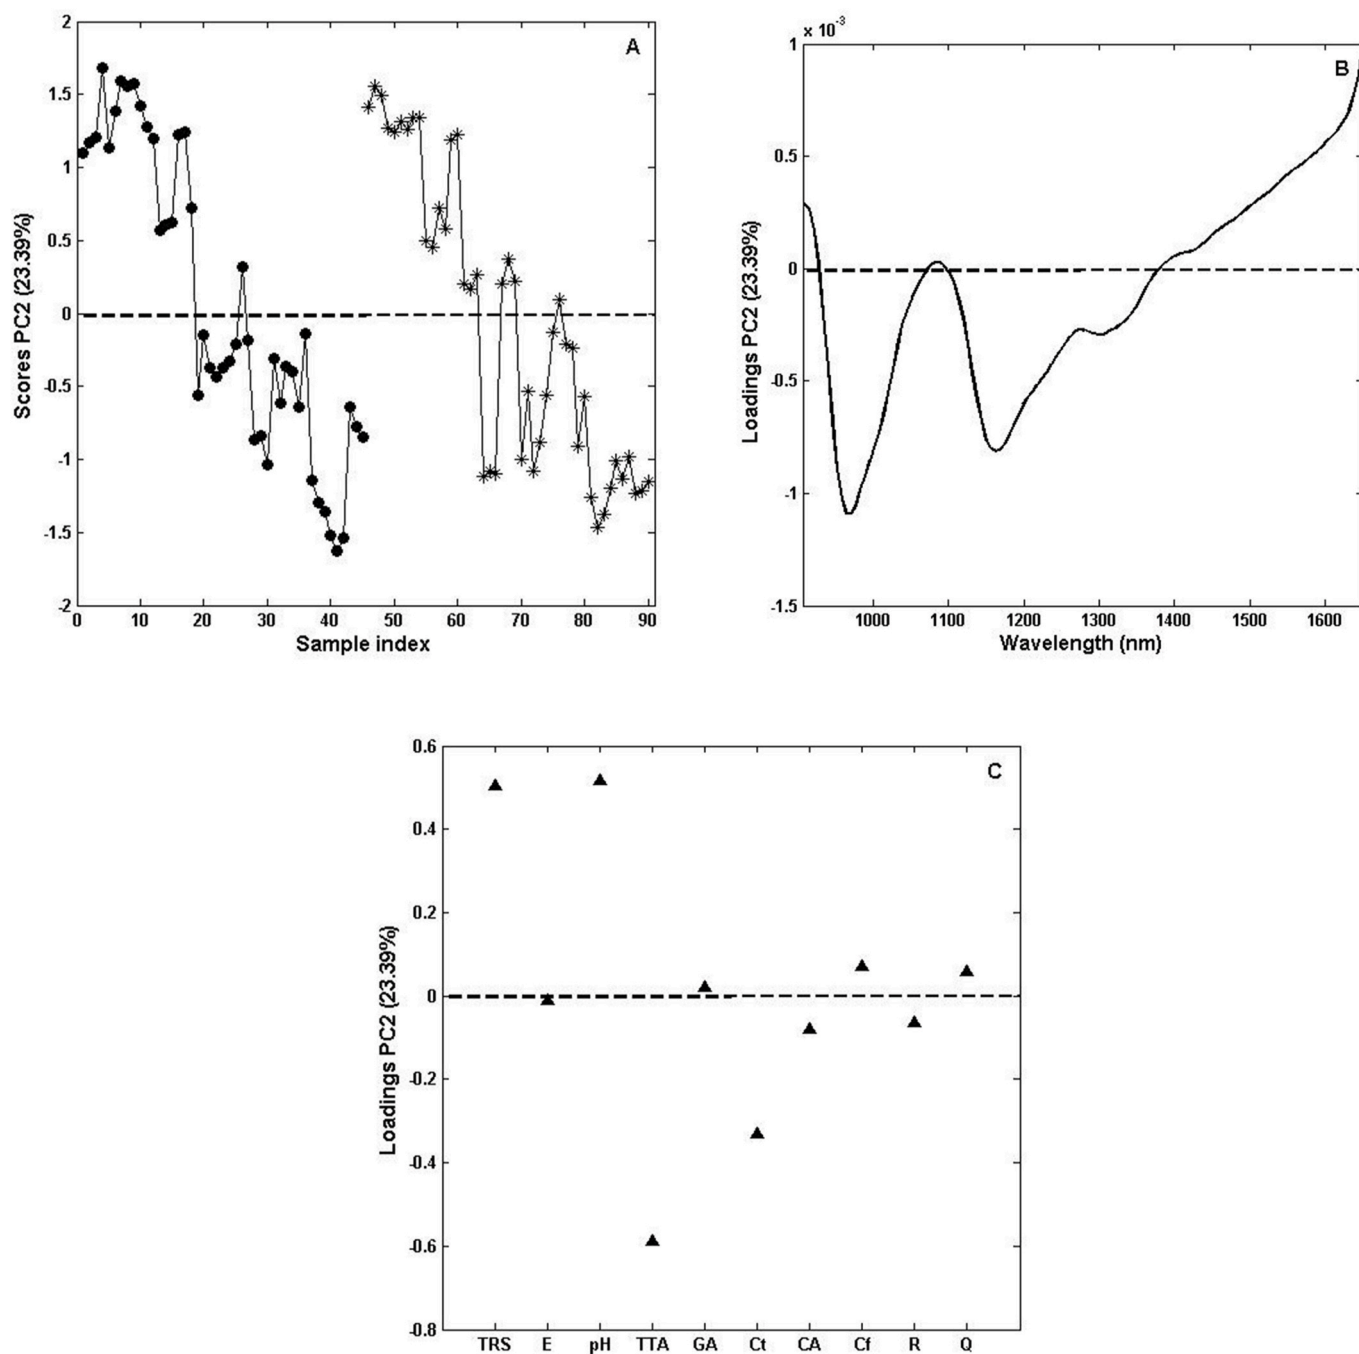 A
Scores PC2 (23.39%)
2
1.5
1
0.5
0
-0.5
-1
-1.5
-2
0 10 20 30 40 50 60 70 80 90
Sample index
x 10⁻³
B
Loadings PC2 (23.39%)
1
0.5
0
-0.5
-1
-1.5
1000 1100 1200 1300 1400 1500 1600
Wavelength (nm)
C
Loadings PC2 (23.39%)
0.6
0.4
0.2
0
-0.2
-0.4
-0.6
-0.8
TRS E pH TTA GA Ct CA Cf R Q